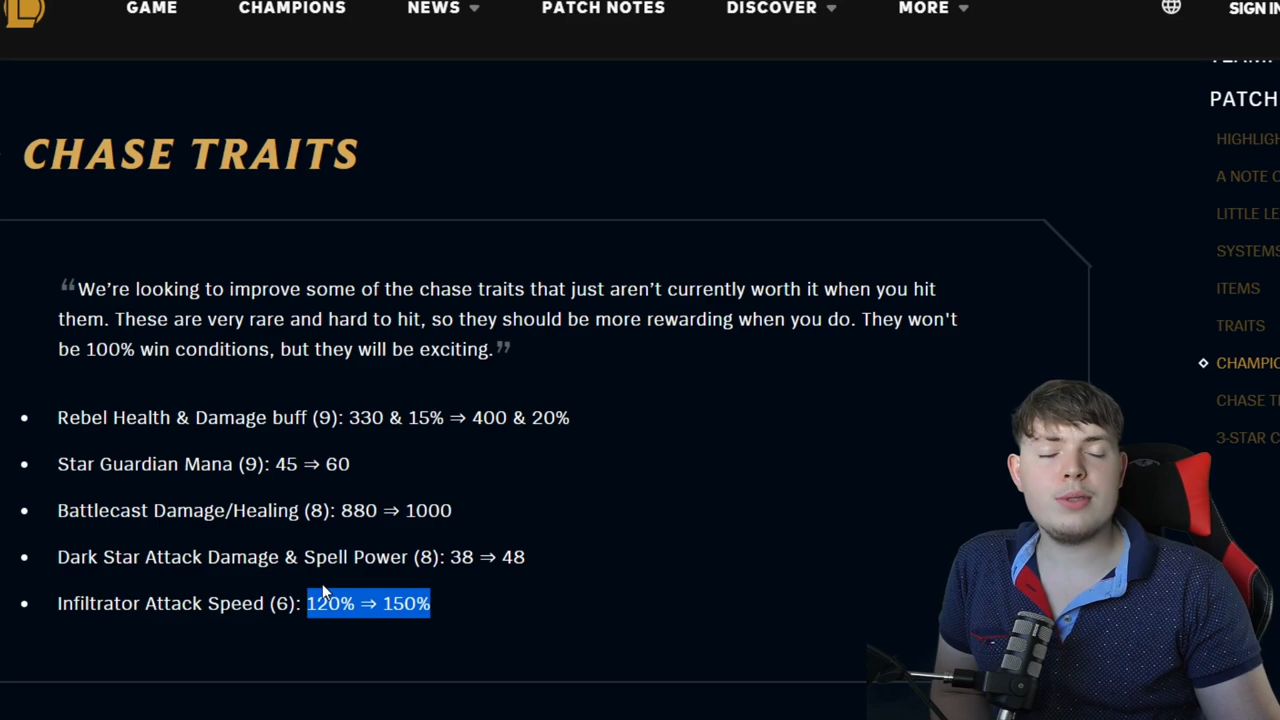 GAME CHAMPIONS NEWS PATCH NOTES DISCOVER MORE SIGN IN
PATCH
CHASE TRAITS
HIGHLIGH
A NOTE O
LITTLE LE
SYSTEMS
ITEMS
TRAITS
CHAMPIO
CHASE T
3-STAR C
“We’re looking to improve some of the chase traits that just aren’t currently worth it when you hit
them. These are very rare and hard to hit, so they should be more rewarding when you do. They won't
be 100% win conditions, but they will be exciting.”
• Rebel Health & Damage buff (9): 330 & 15% ⇒ 400 & 20%
• Star Guardian Mana (9): 45 ⇒ 60
• Battlecast Damage/Healing (8): 880 ⇒ 1000
• Dark Star Attack Damage & Spell Power (8): 38 ⇒ 48
• Infiltrator Attack Speed (6): 120% ⇒ 150%